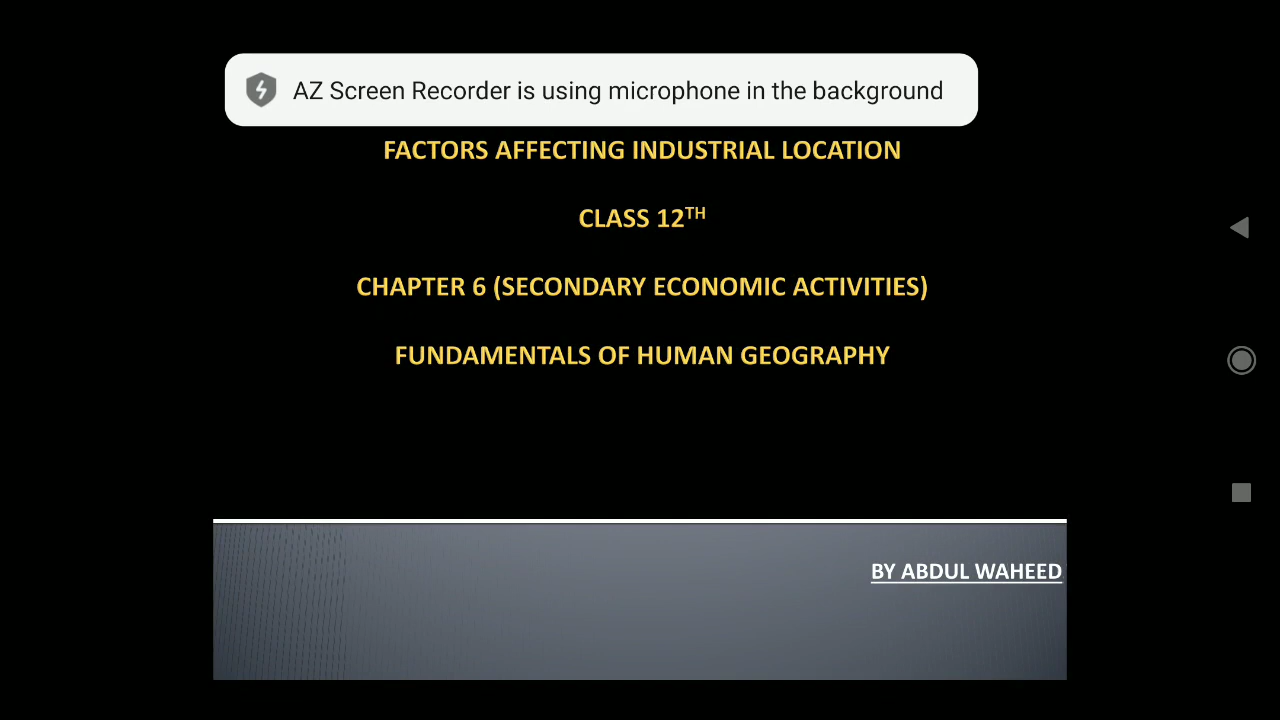 AZ Screen Recorder is using microphone in the background
FACTORS AFFECTING INDUSTRIAL LOCATION
CLASS 12TH
CHAPTER 6 (SECONDARY ECONOMIC ACTIVITIES)
FUNDAMENTALS OF HUMAN GEOGRAPHY
BY ABDUL WAHEED